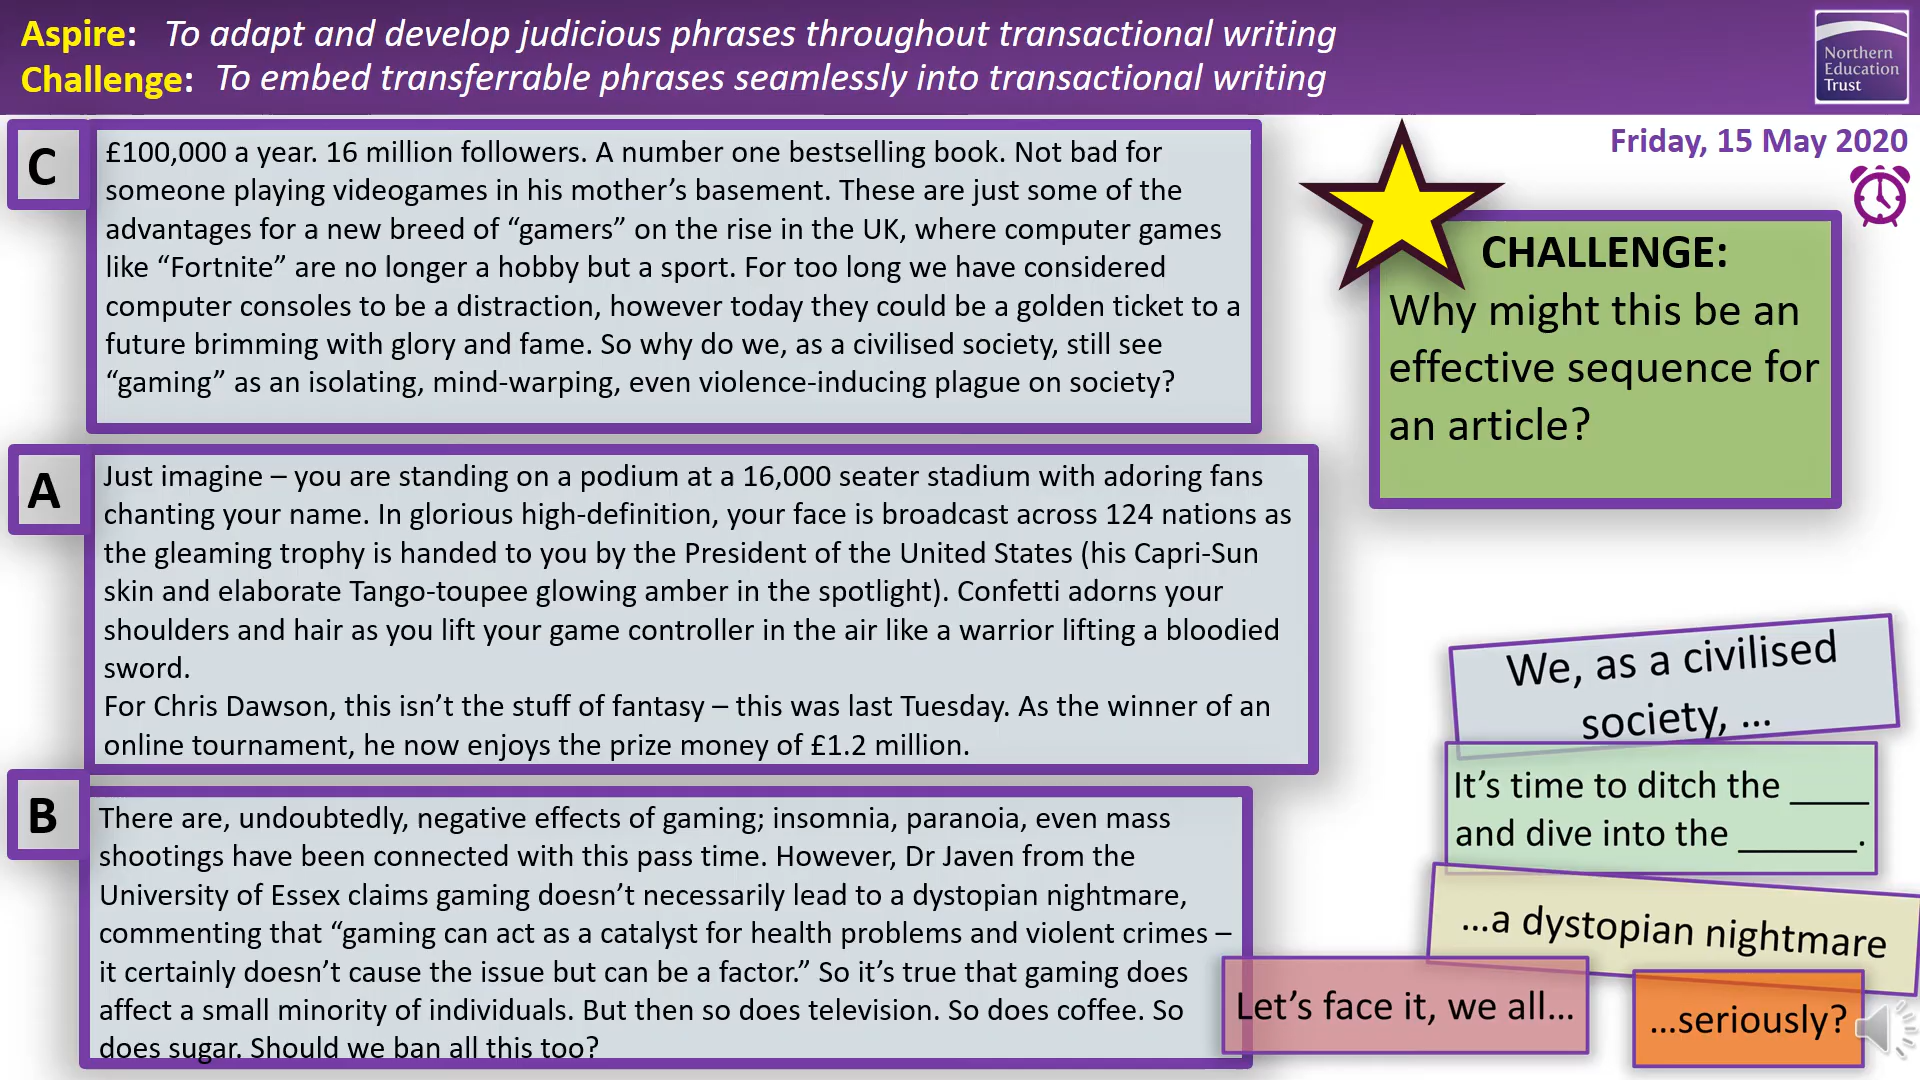 Aspire: To adapt and develop judicious phrases throughout transactional writing
Challenge: To embed transferrable phrases seamlessly into transactional writing
Northern
Education
Trust
Friday, 15 May 2020
C
£100,000 a year. 16 million followers. A number one bestselling book. Not bad for
someone playing videogames in his mother’s basement. These are just some of the
advantages for a new breed of “gamers” on the rise in the UK, where computer games
like “Fortnite” are no longer a hobby but a sport. For too long we have considered
computer consoles to be a distraction, however today they could be a golden ticket to a
future brimming with glory and fame. So why do we, as a civilised society, still see
“gaming” as an isolating, mind-warping, even violence-inducing plague on society?
CHALLENGE:
Why might this be an
effective sequence for
an article?
A
Just imagine – you are standing on a podium at a 16,000 seater stadium with adoring fans
chanting your name. In glorious high-definition, your face is broadcast across 124 nations as
the gleaming trophy is handed to you by the President of the United States (his Capri-Sun
skin and elaborate Tango-toupee glowing amber in the spotlight). Confetti adorns your
shoulders and hair as you lift your game controller in the air like a warrior lifting a bloodied
sword.
For Chris Dawson, this isn’t the stuff of fantasy – this was last Tuesday. As the winner of an
online tournament, he now enjoys the prize money of £1.2 million.
B
There are, undoubtedly, negative effects of gaming; insomnia, paranoia, even mass
shootings have been connected with this pass time. However, Dr Javen from the
University of Essex claims gaming doesn’t necessarily lead to a dystopian nightmare,
commenting that “gaming can act as a catalyst for health problems and violent crimes –
it certainly doesn’t cause the issue but can be a factor.” So it’s true that gaming does
affect a small minority of individuals. But then so does television. So does coffee. So
does sugar. Should we ban all this too?
We, as a civilised
society, …
It’s time to ditch the ____
and dive into the ______.
…a dystopian nightmare
Let’s face it, we all…
…seriously?